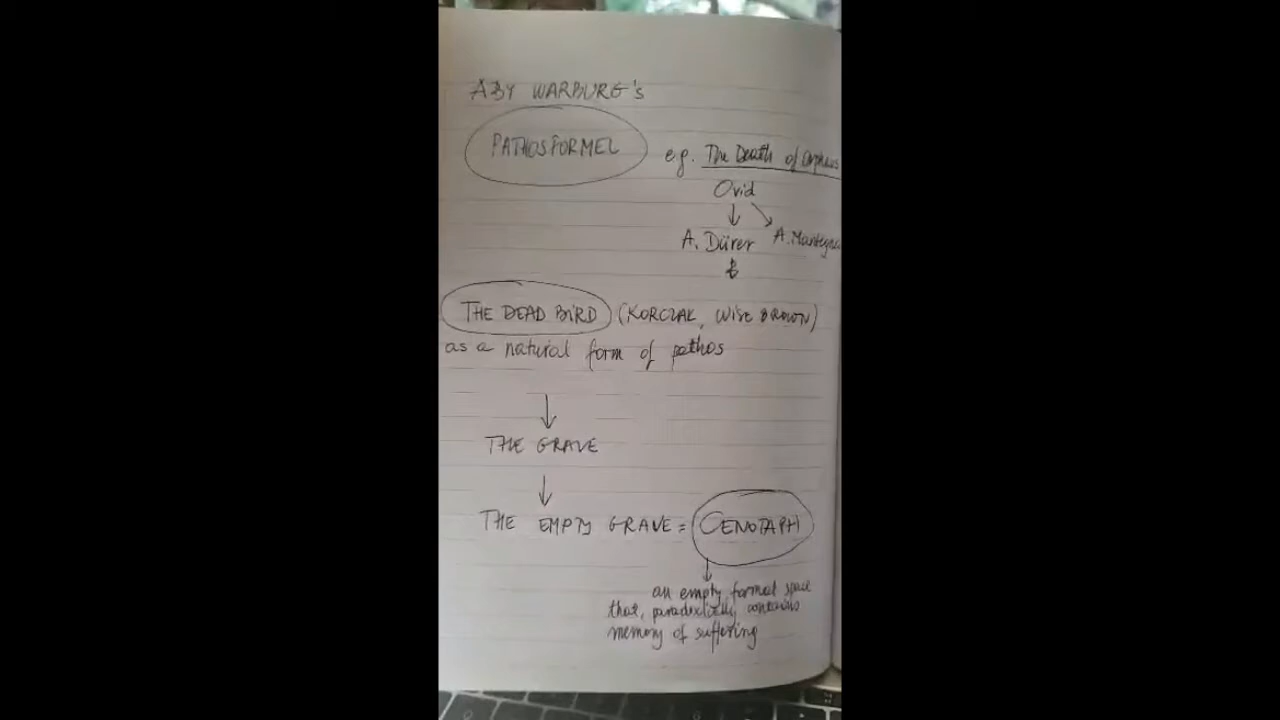 ABY WARBURG's
PATHOSFORMEL
e.g. The Death of Orpheus
Ovid
A. Dürer A. Mantegna
THE DEAD BIRD (KORCZAK, WISE BROWN)
as a natural form of pathos
THE GRAVE
THE EMPTY GRAVE = CENOTAPH
an empty formal space
that, paradoxically contains
memory of suffering